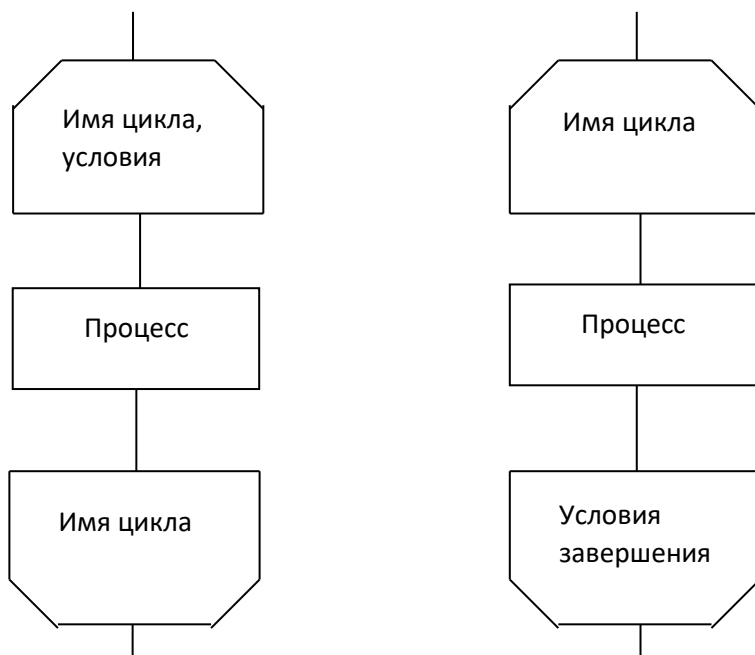 Имя цикла,
условия
Процесс
Имя цикла
Имя цикла
Процесс
Условия
завершения